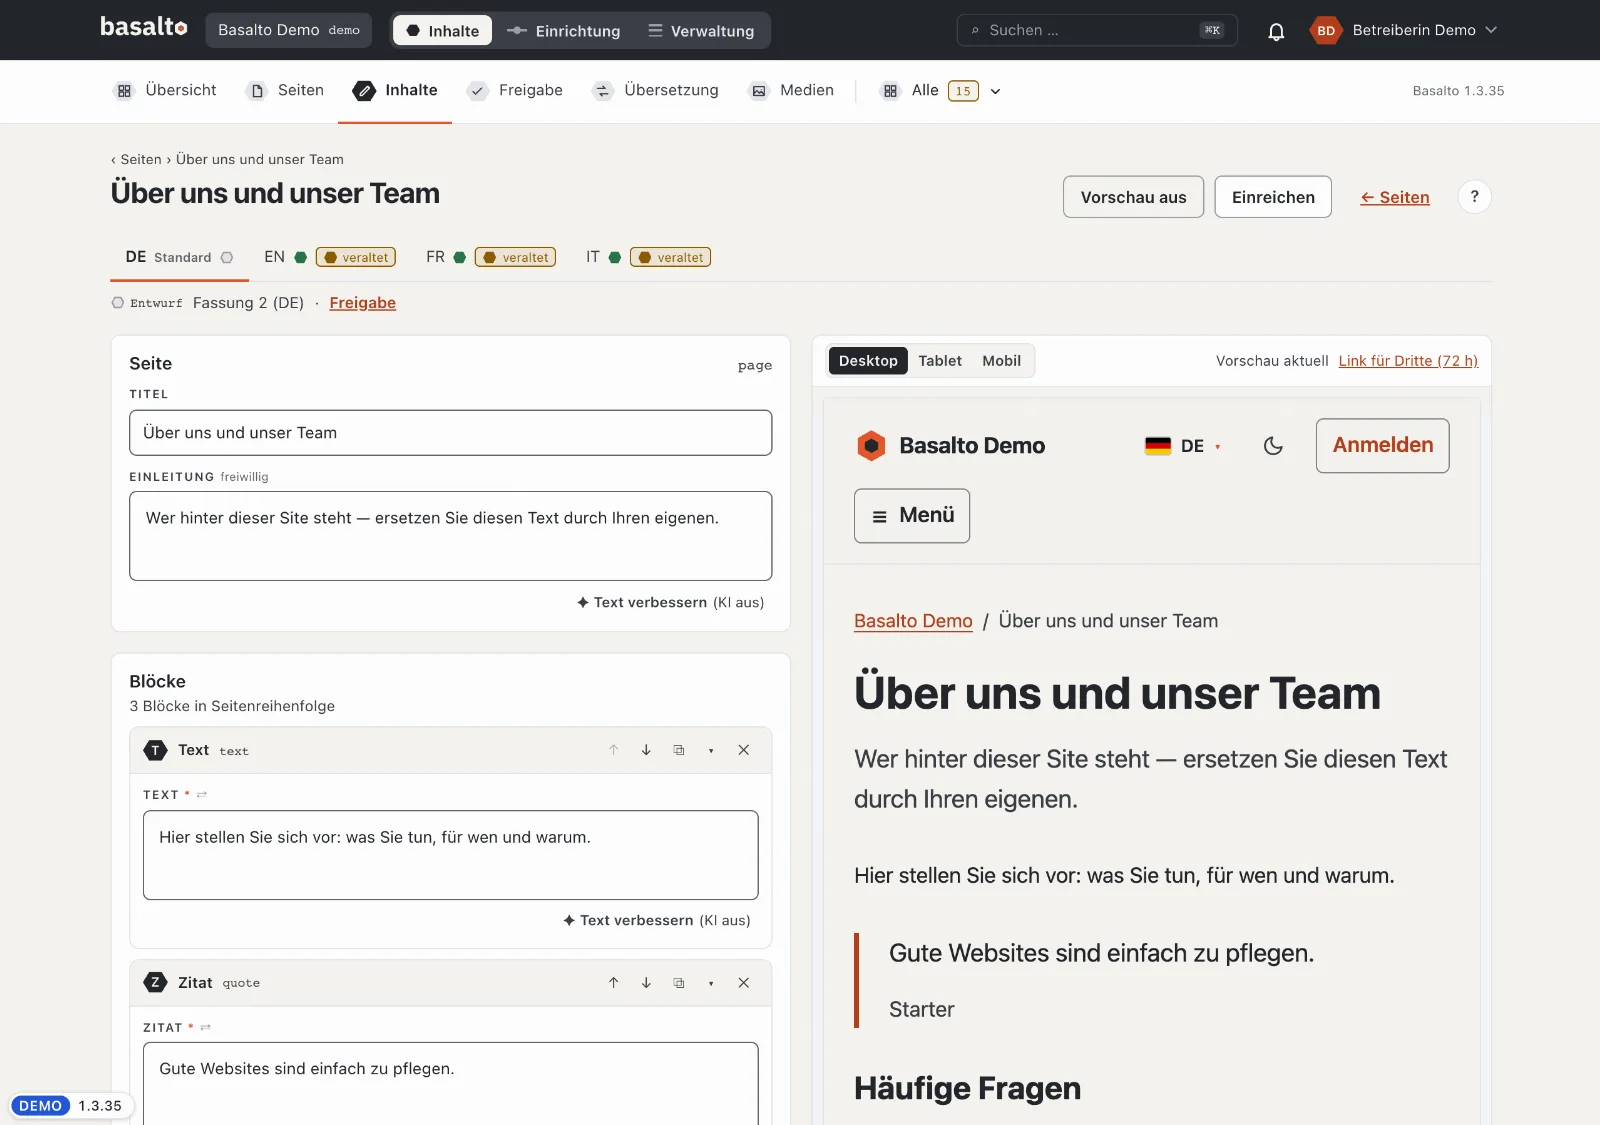 basalto
Basalto Demo demo
Inhalte
Einrichtung
Verwaltung
Suchen ...
⌘K
BD
Betreiberin Demo
Übersicht
Seiten
Inhalte
Freigabe
Übersetzung
Medien
Alle 15
Basalto 1.3.35
‹ Seiten › Über uns und unser Team
Über uns und unser Team
Vorschau aus
Einreichen
← Seiten
?
DE Standard
EN veraltet
FR veraltet
IT veraltet
Entwurf Fassung 2 (DE) · Freigabe
Seite
page
TITEL
Über uns und unser Team
EINLEITUNG freiwillig
Wer hinter dieser Site steht — ersetzen Sie diesen Text durch Ihren eigenen.
✦ Text verbessern (KI aus)
Blöcke
3 Blöcke in Seitenreihenfolge
T Text text
TEXT * ⇄
Hier stellen Sie sich vor: was Sie tun, für wen und warum.
✦ Text verbessern (KI aus)
Z Zitat quote
ZITAT * ⇄
Gute Websites sind einfach zu pflegen.
DEMO 1.3.35
Desktop
Tablet
Mobil
Vorschau aktuell
Link für Dritte (72 h)
Basalto Demo
DE
Anmelden
≡ Menü
Basalto Demo / Über uns und unser Team
Über uns und unser Team
Wer hinter dieser Site steht — ersetzen Sie diesen Text
durch Ihren eigenen.
Hier stellen Sie sich vor: was Sie tun, für wen und warum.
Gute Websites sind einfach zu pflegen.
Starter
Häufige Fragen